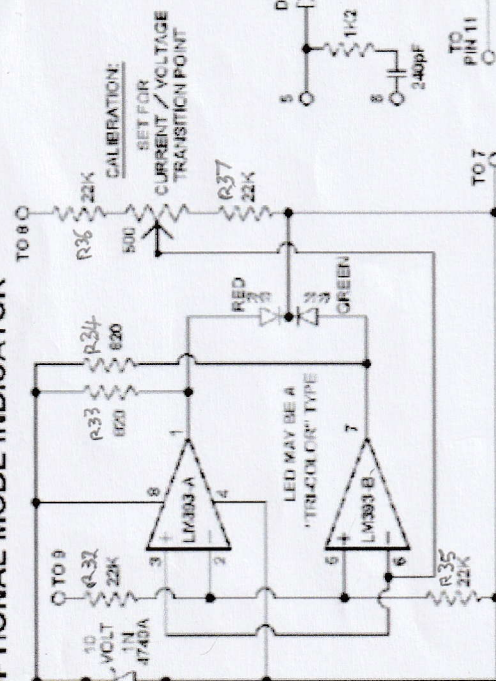 TIONAL MODE INDICATOR
TO 9
R32
22K
10
VOLT
1N
4740A
3
2
8
4
1
LM393-A
R33
820
R34
820
TO 8
R36
22K
500
CALIBRATION:
SET FOR
CURRENT / VOLTAGE
TRANSITION POINT
R37
22K
RED
GREEN
LED MAY BE A
"TRI-COLOR" TYPE
5
6
7
LM393-B
R35
22K
D
5
1K2
6
240pF
TO
PIN 11
TO 7